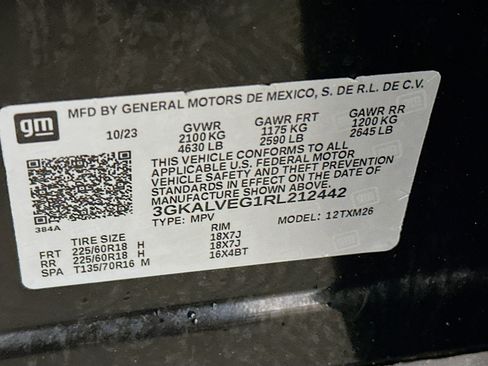 gm
MFD BY GENERAL MOTORS DE MEXICO, S. DE R.L. DE C.V.
10/23 GVWR GAWR FRT GAWR RR
2100 KG 1175 KG 1200 KG
4630 LB 2590 LB 2645 LB
THIS VEHICLE CONFORMS TO ALL
APPLICABLE U.S. FEDERAL MOTOR
VEHICLE SAFETY AND THEFT PREVENTION
STANDARDS IN EFFECT ON THE DATE OF
MANUFACTURE SHOWN ABOVE.
3GKALVEG1RL212442
384A TYPE: MPV MODEL: 12TXM26
TIRE SIZE RIM
FRT 225/60R18 H 18X7J
RR 225/60R18 H 18X7J
SPA T135/70R16 M 16X4BT